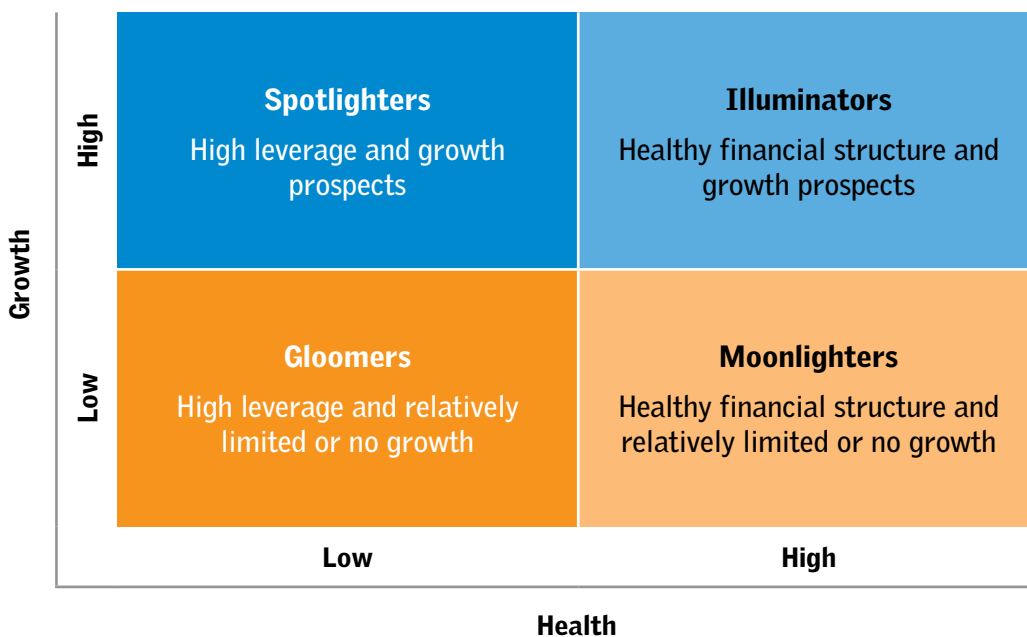 Growth
High
Spotlighters
High leverage and growth
prospects
Illuminators
Healthy financial structure and
growth prospects
Low
Gloomers
High leverage and relatively
limited or no growth
Moonlighters
Healthy financial structure and
relatively limited or no growth
Low
High
Health